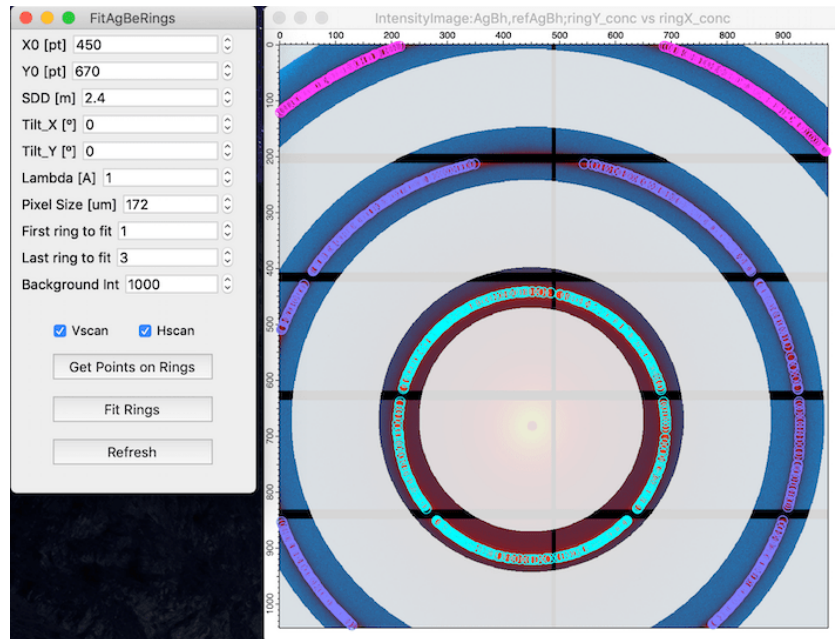 FitAgBeRings
X0 [pt] 450
Y0 [pt] 670
SDD [m] 2.4
Tilt_X [º] 0
Tilt_Y [º] 0
Lambda [A] 1
Pixel Size [um] 172
First ring to fit 1
Last ring to fit 3
Background Int 1000
Vscan Hscan
Get Points on Rings
Fit Rings
Refresh
IntensityImage:AgBh,refAgBh;ringY_conc vs ringX_conc
0 100 200 300 400 500 600 700 800 900
0
100
200
300
400
500
600
700
800
900
1000